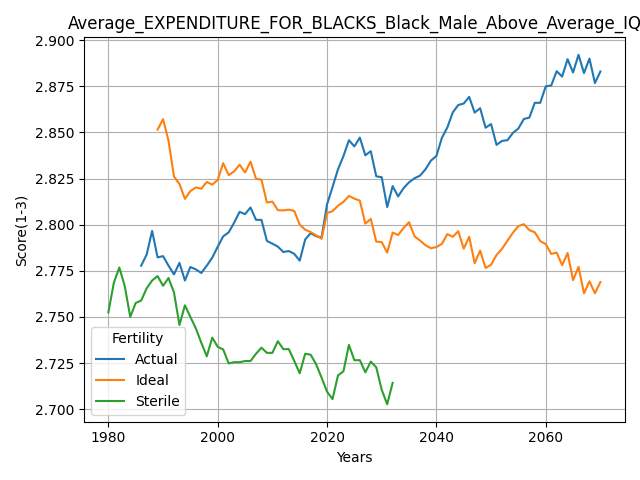 Average_EXPENDITURE_FOR_BLACKS_Black_Male_Above_Average_IQ
2.900
2.875
2.850
2.825
2.800
2.775
2.750
2.725
2.700
Score(1-3)
Fertility
Actual
Ideal
Sterile
1980 2000 2020 2040 2060
Years